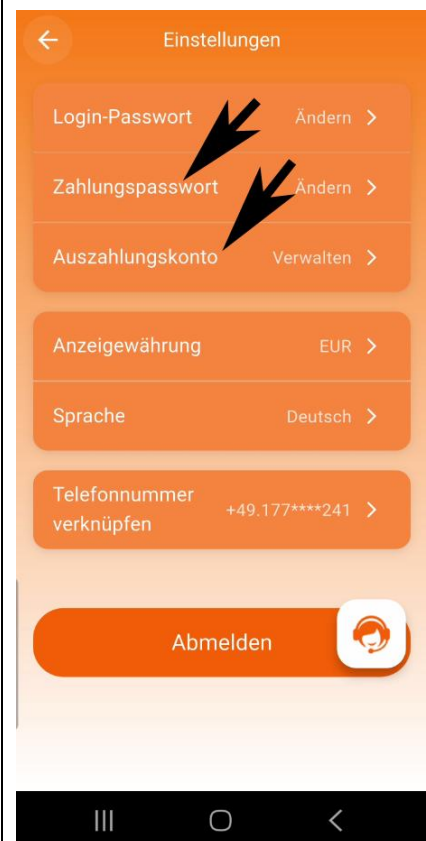 Einstellungen
Login-Passwort Ändern
Zahlungspasswort Ändern
Auszahlungskonto Verwalten
Anzeigewährung EUR
Sprache Deutsch
Telefonnummer
verknüpfen +49.177****241
Abmelden